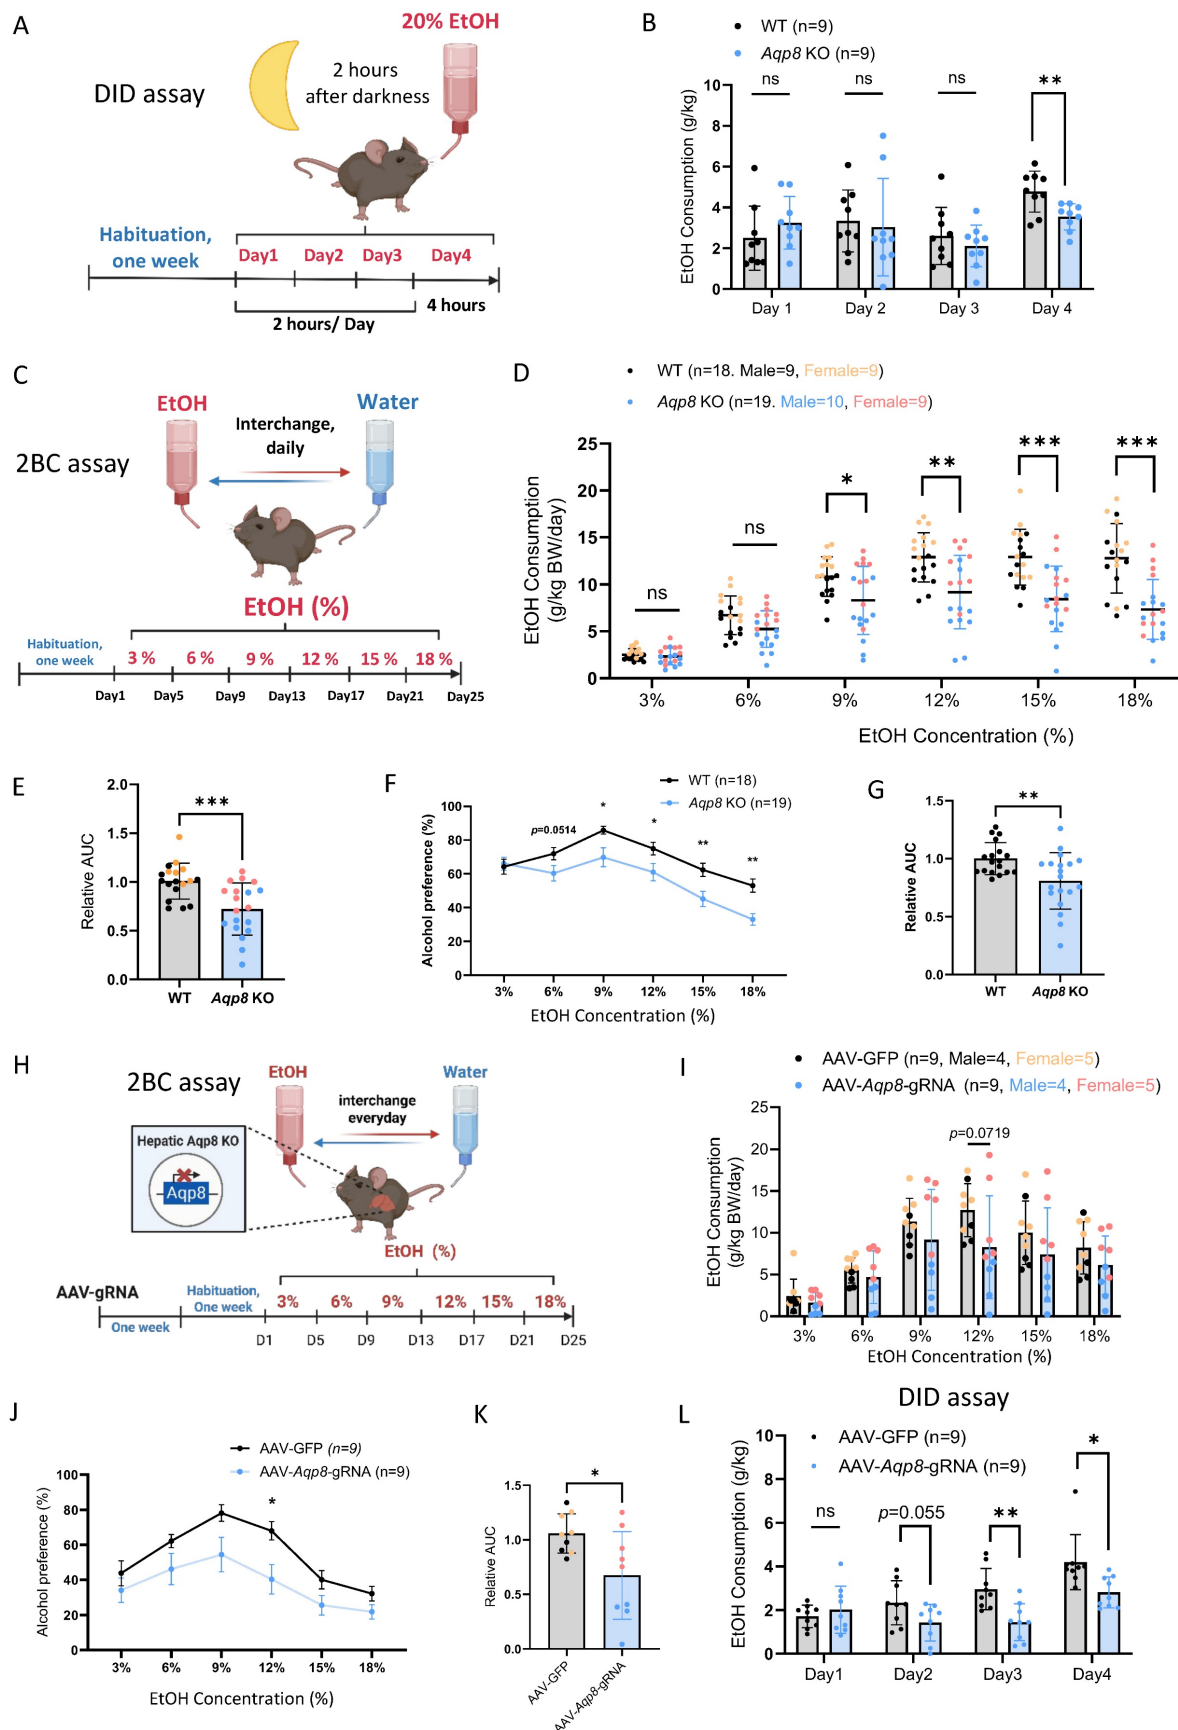 A
20% EtOH
DID assay
2 hours
after darkness
Habituation,
one week
Day1
Day2
Day3
Day4
4 hours
2 hours/ Day
B
WT (n=9)
Aqp8 KO (n=9)
EtOH Consumption (g/kg)
10
8
6
4
2
0
ns
ns
ns
**
Day 1
Day 2
Day 3
Day 4
C
EtOH
Water
Interchange,
daily
2BC assay
EtOH (%)
Habituation,
one week
3 %
6 %
9 %
12 %
15 %
18 %
Day1
Day5
Day9
Day13
Day17
Day21
Day25
D
WT (n=18. Male=9, Female=9)
Aqp8 KO (n=19. Male=10, Female=9)
EtOH Consumption
(g/kg BW/day)
25
20
15
10
5
0
ns
ns
*
**
***
***
3%
6%
9%
12%
15%
18%
EtOH Concentration (%)
E
Relative AUC
2.0
1.5
1.0
0.5
0.0
***
WT
Aqp8 KO
F
WT (n=18)
Aqp8 KO (n=19)
Alcohol preference (%)
100
80
60
40
20
0
p=0.0514
*
*
**
**
3%
6%
9%
12%
15%
18%
EtOH Concentration (%)
G
Relative AUC
1.5
1.0
0.5
0.0
**
WT
Aqp8 KO
H
2BC assay
EtOH
Water
interchange
everyday
Hepatic Aqp8 KO
Aqp8
EtOH (%)
AAV-gRNA
One week
Habituation,
One week
3%
6%
9%
12%
15%
18%
D1
D5
D9
D13
D17
D21
D25
I
AAV-GFP (n=9, Male=4, Female=5)
AAV-Aqp8-gRNA (n=9, Male=4, Female=5)
EtOH Consumption
(g/kg BW/day)
25
20
15
10
5
0
p=0.0719
3%
6%
9%
12%
15%
18%
EtOH Concentration (%)
J
AAV-GFP (n=9)
AAV-Aqp8-gRNA (n=9)
Alcohol preference (%)
100
80
60
40
20
0
*
3%
6%
9%
12%
15%
18%
EtOH Concentration (%)
K
Relative AUC
1.5
1.0
0.5
0.0
*
AAV-GFP
AAV-Aqp8-gRNA
L
DID assay
AAV-GFP (n=9)
AAV-Aqp8-gRNA (n=9)
EtOH Consumption (g/kg)
10
8
6
4
2
0
ns
p=0.055
**
*
Day1
Day2
Day3
Day4